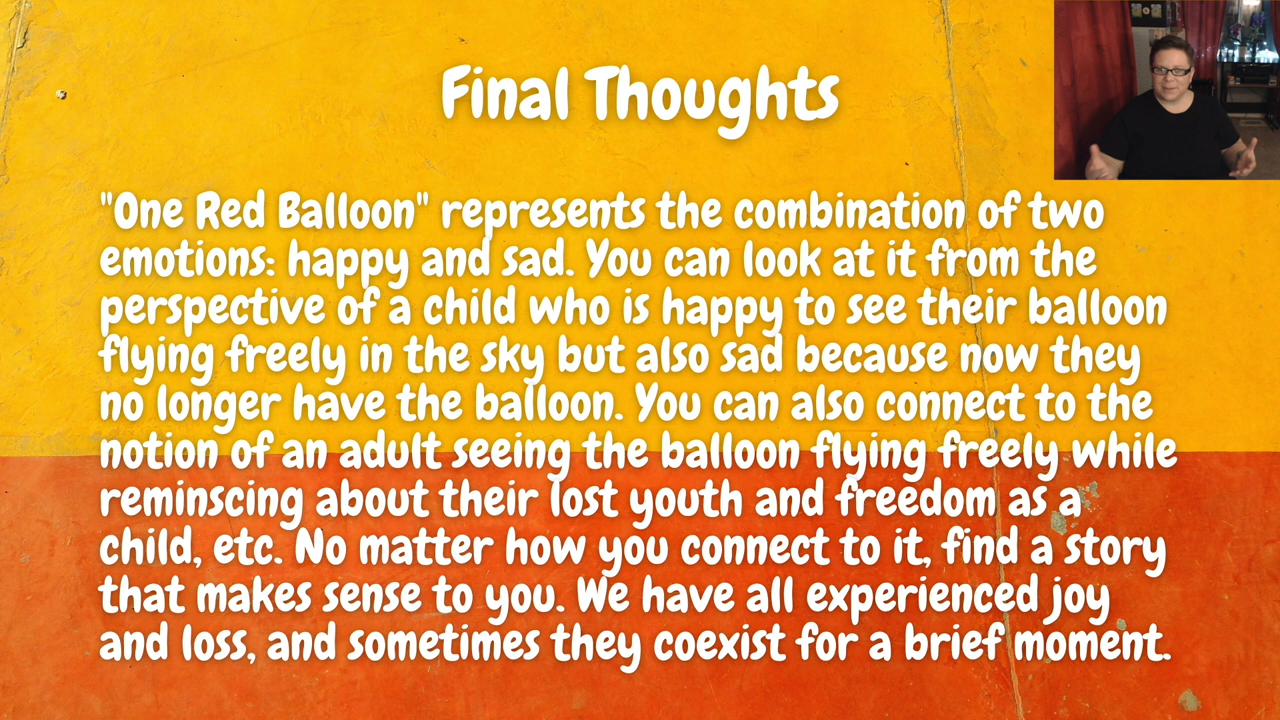 Final Thoughts
"One Red Balloon" represents the combination of two
emotions: happy and sad. You can look at it from the
perspective of a child who is happy to see their balloon
flying freely in the sky but also sad because now they
no longer have the balloon. You can also connect to the
notion of an adult seeing the balloon flying freely while
reminscing about their lost youth and freedom as a
child, etc. No matter how you connect to it, find a story
that makes sense to you. We have all experienced joy
and loss, and sometimes they coexist for a brief moment.